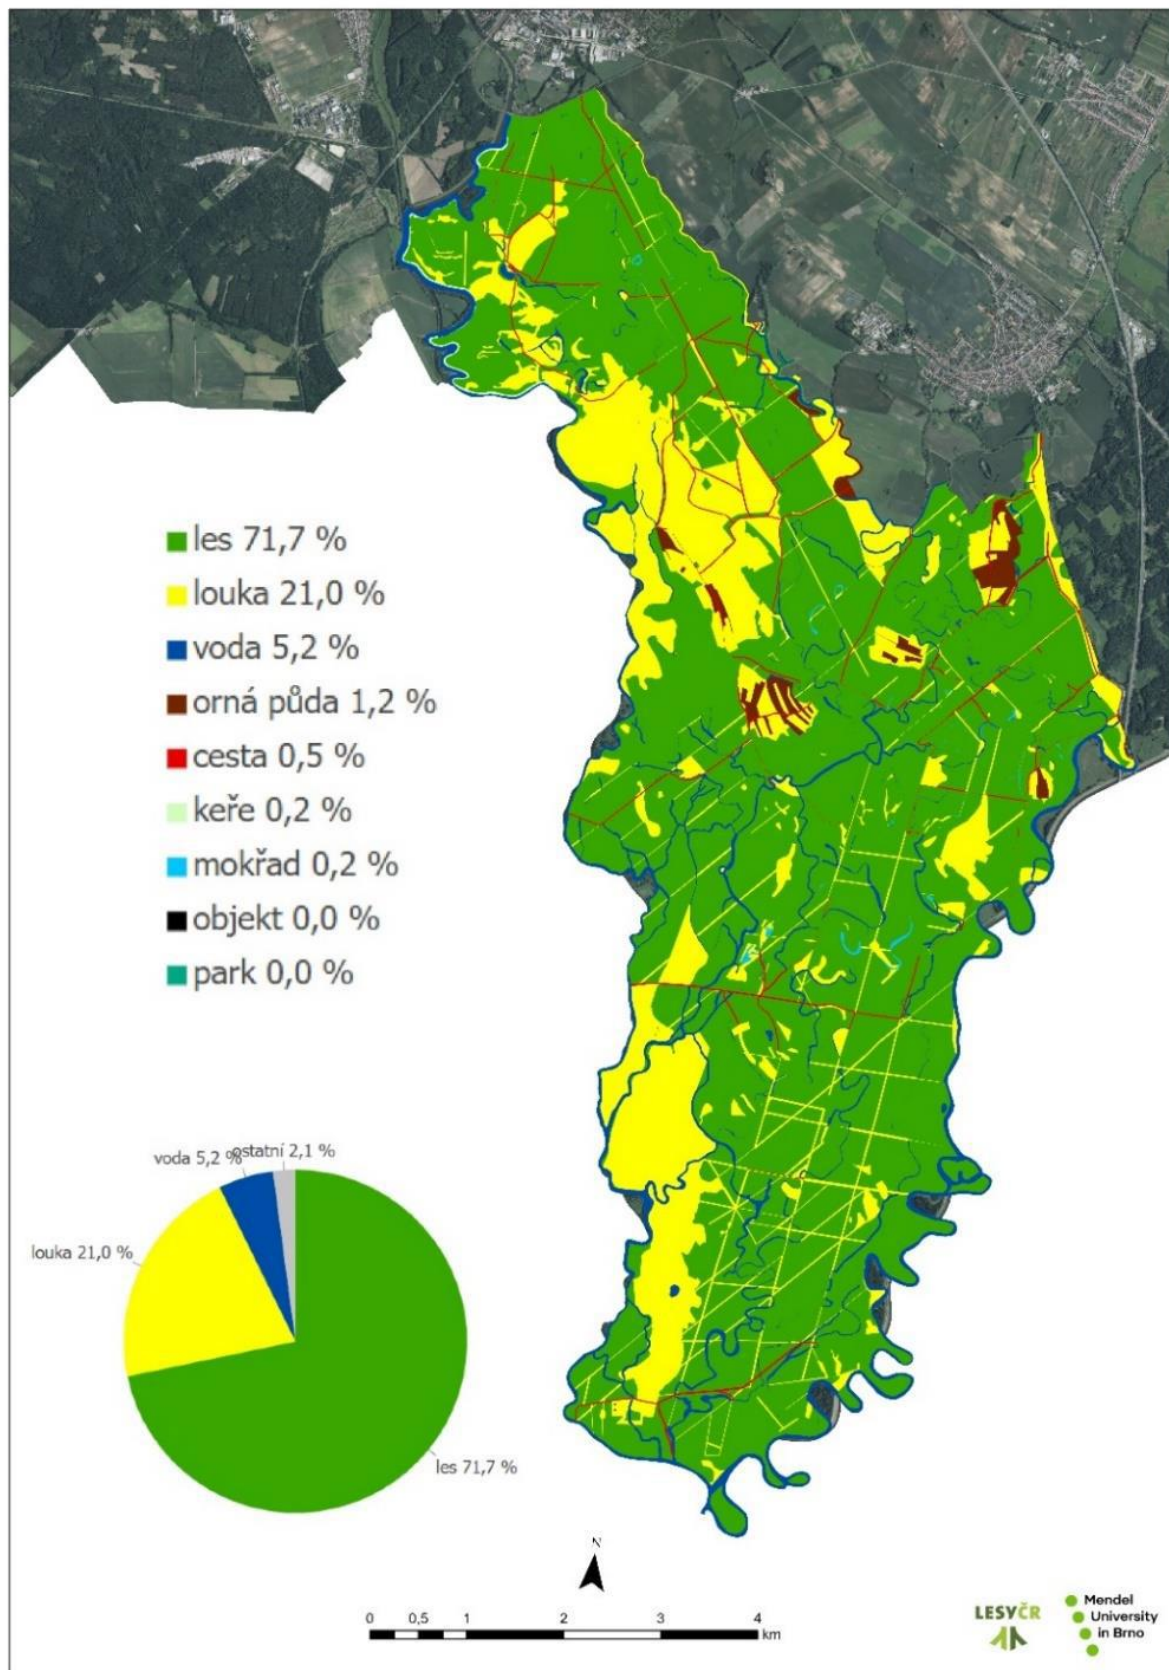 les 71,7 %
louka 21,0 %
voda 5,2 %
orná půda 1,2 %
cesta 0,5 %
keře 0,2 %
mokřad 0,2 %
objekt 0,0 %
park 0,0 %
voda 5,2 %
ostatní 2,1 %
louka 21,0 %
les 71,7 %
N
0 0,5 1 2 3 4
km
LESY ČR
Mendel
University
in Brno